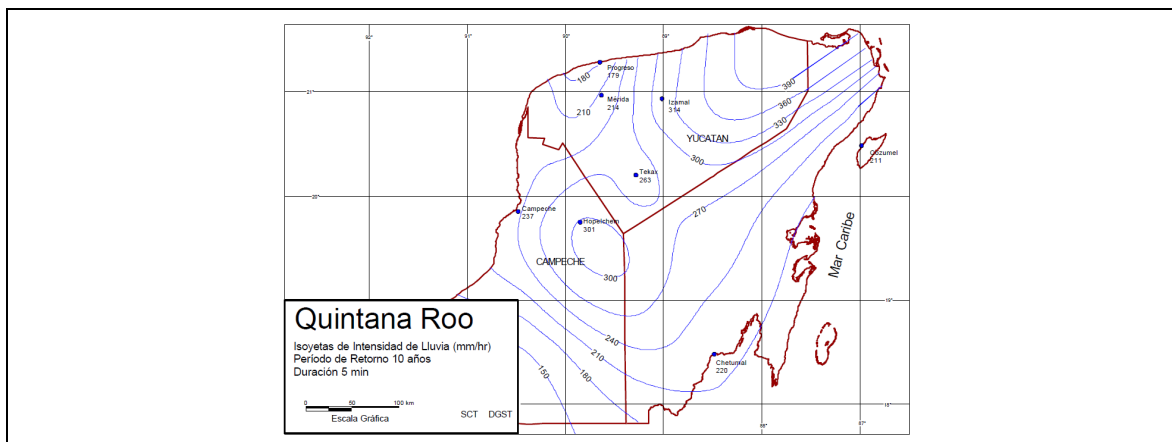 92
91
90
89
Progreso
179
180
390
21
Mérida
214
Izamal
314
210
360
330
YUCATAN
300
Cozumel
211
Tekax
263
20
Campeche
237
270
Hopelchem
301
CAMPECHE
300
Mar Caribe
19
Quintana Roo
Isoyetas de Intensidad de Lluvia (mm/hr)
Período de Retorno 10 años
Duración 5 min
240
210
Chetumal
220
180
150
0 50 100 km
Escala Gráfica
SCT DGST
18
88
87